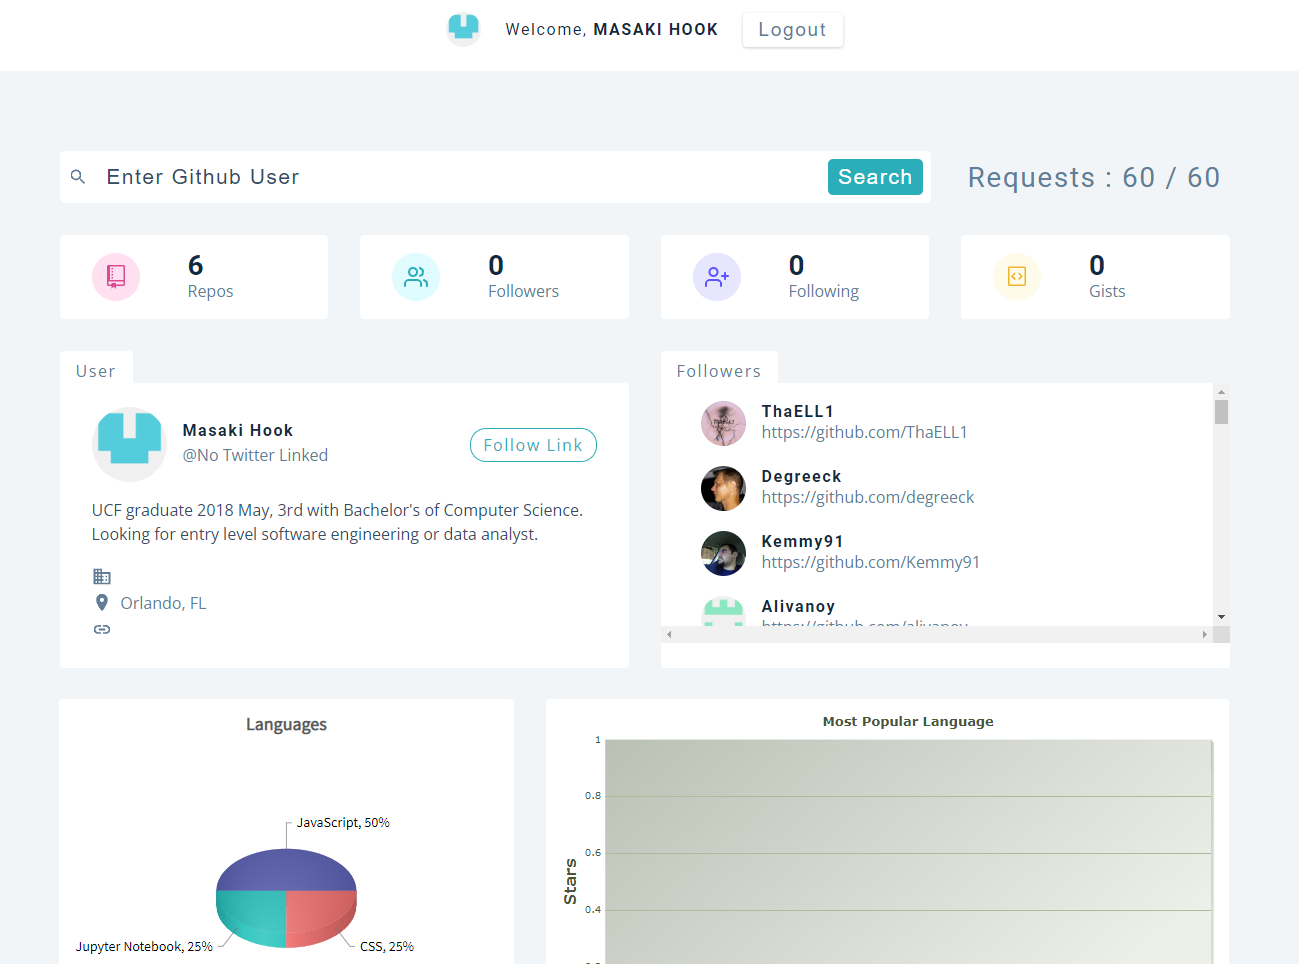 Welcome, MASAKI HOOK
Logout
Enter Github User
Search
Requests : 60 / 60
6
Repos
0
Followers
0
Following
0
Gists
User
Masaki Hook
@No Twitter Linked
Follow Link
UCF graduate 2018 May, 3rd with Bachelor's of Computer Science.
Looking for entry level software engineering or data analyst.
Orlando, FL
Followers
ThaELL1
https://github.com/ThaELL1
Degreeck
https://github.com/degreeck
Kemmy91
https://github.com/Kemmy91
Alivanoy
https://github.com/alivanoy
Languages
JavaScript, 50%
Jupyter Notebook, 25%
CSS, 25%
Most Popular Language
Stars
1
0.8
0.6
0.4